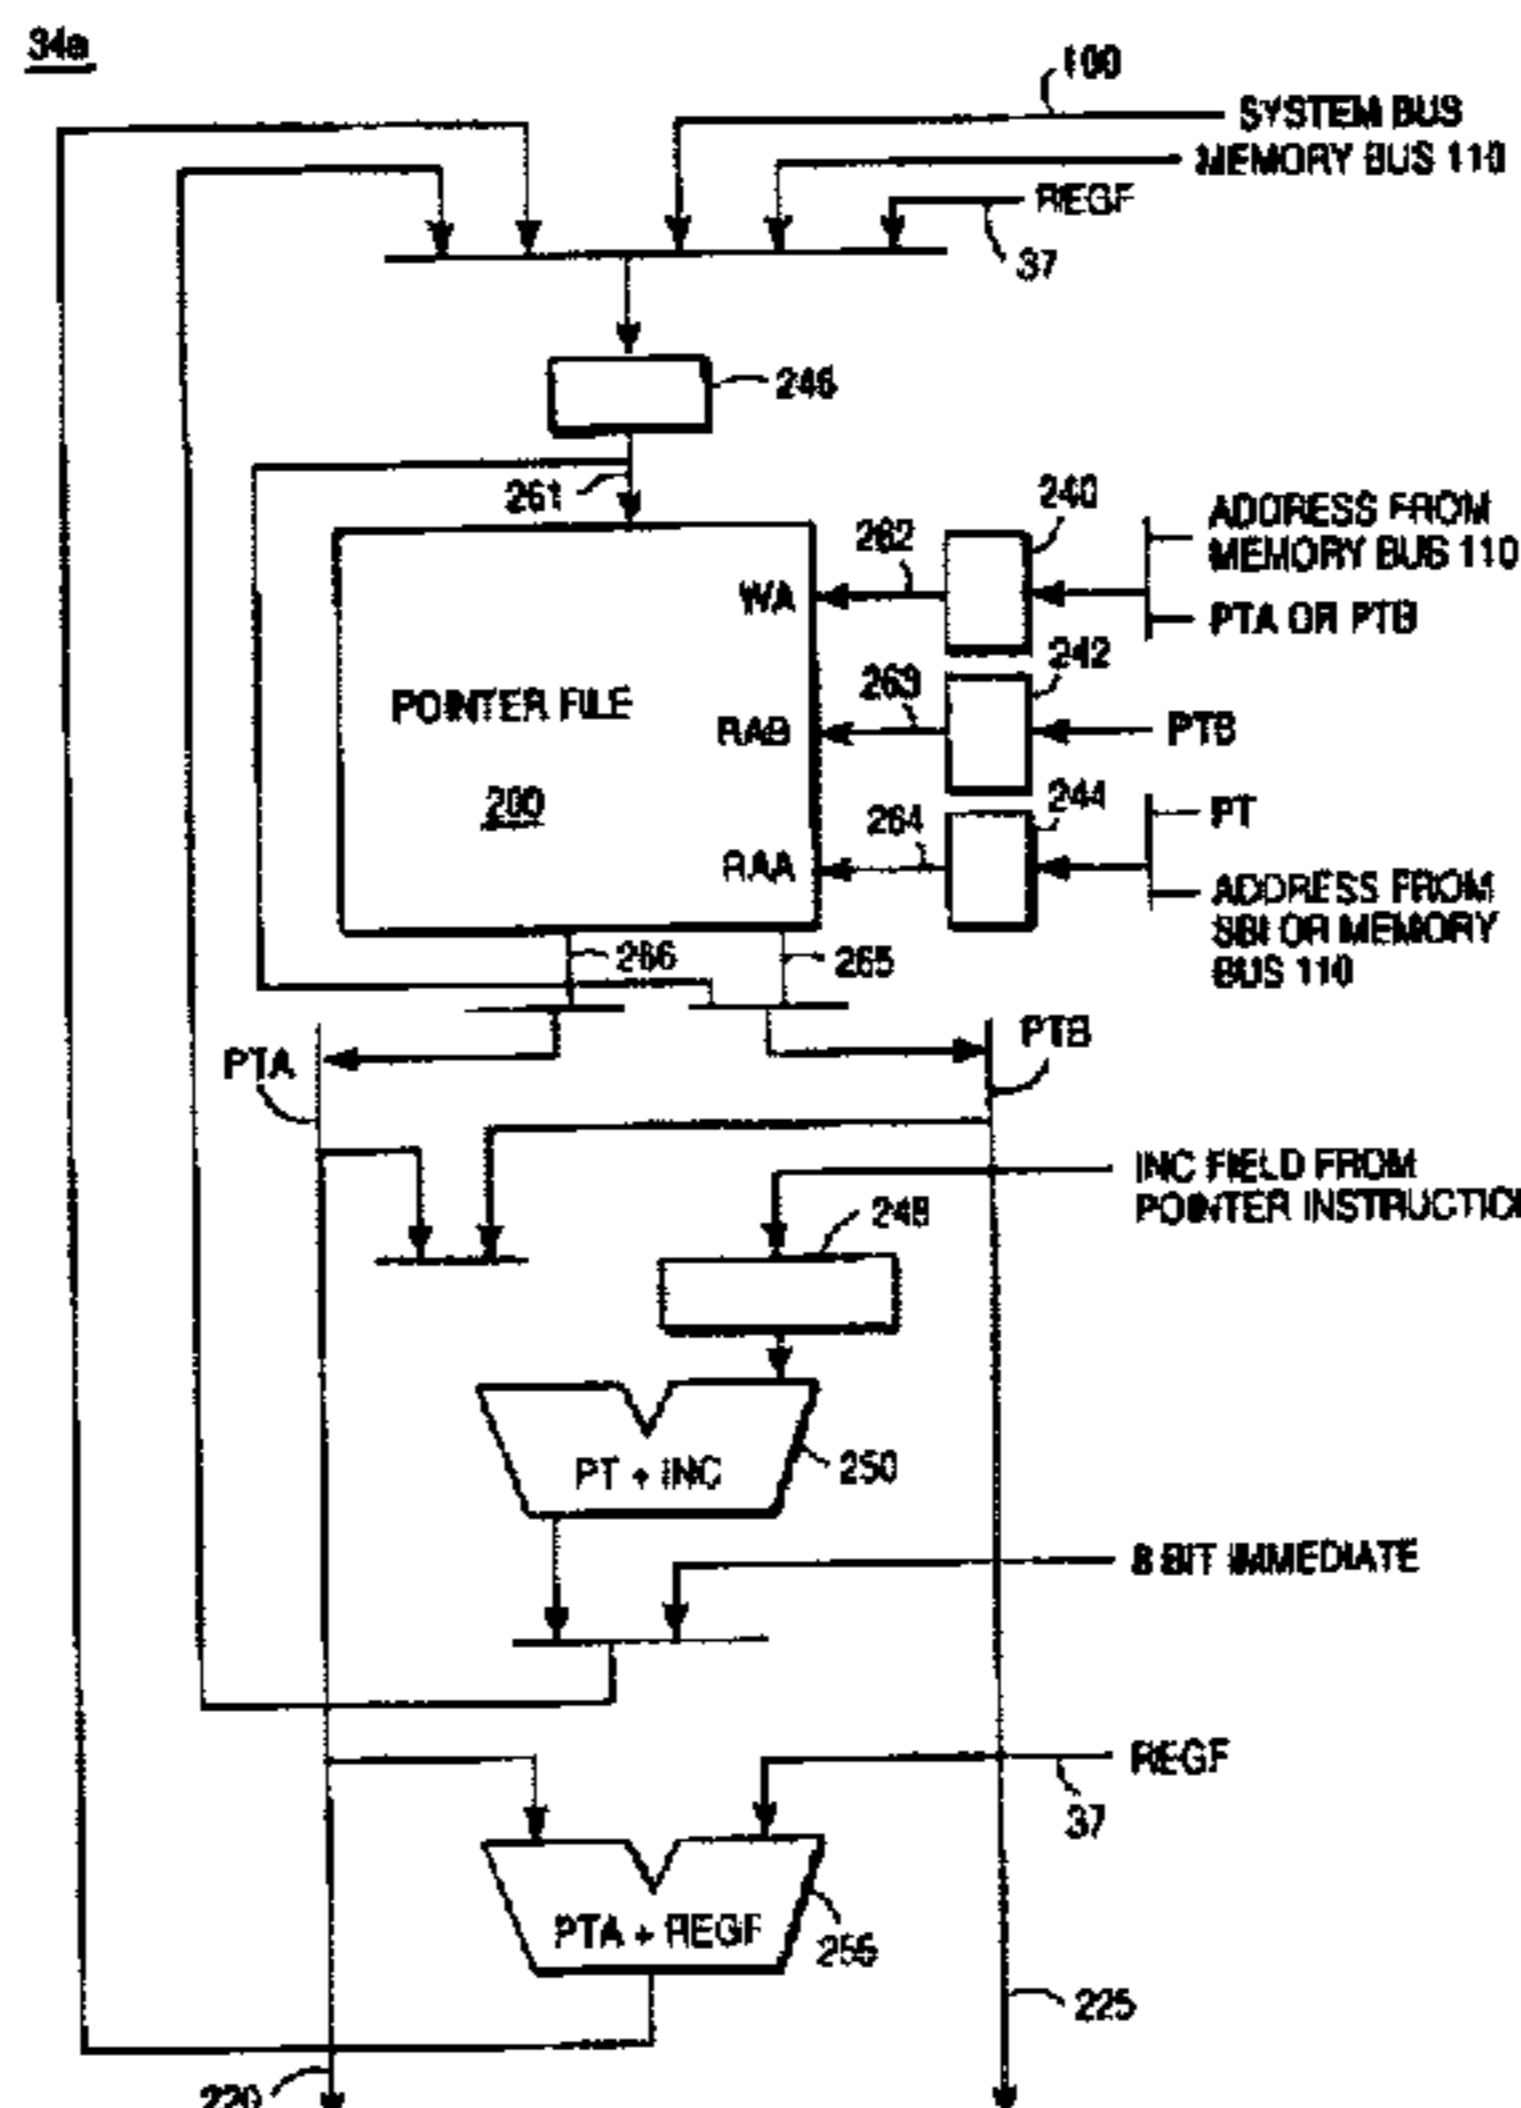 34a
100
SYSTEM BUS
MEMORY BUS 110
REGF
37
246
261
240
ADDRESS FROM
MEMORY BUS 110
262
WA
PTA OR PTB
242
263
POINTER FILE
RAB
PTB
200
244
264
PT
RAA
ADDRESS FROM
SBI OR MEMORY
BUS 110
266
265
PTA
PTB
INC FIELD FROM
POINTER INSTRUCTION
248
PT + INC
250
8 BIT IMMEDIATE
REGF
37
PTA + REGF
255
225
220